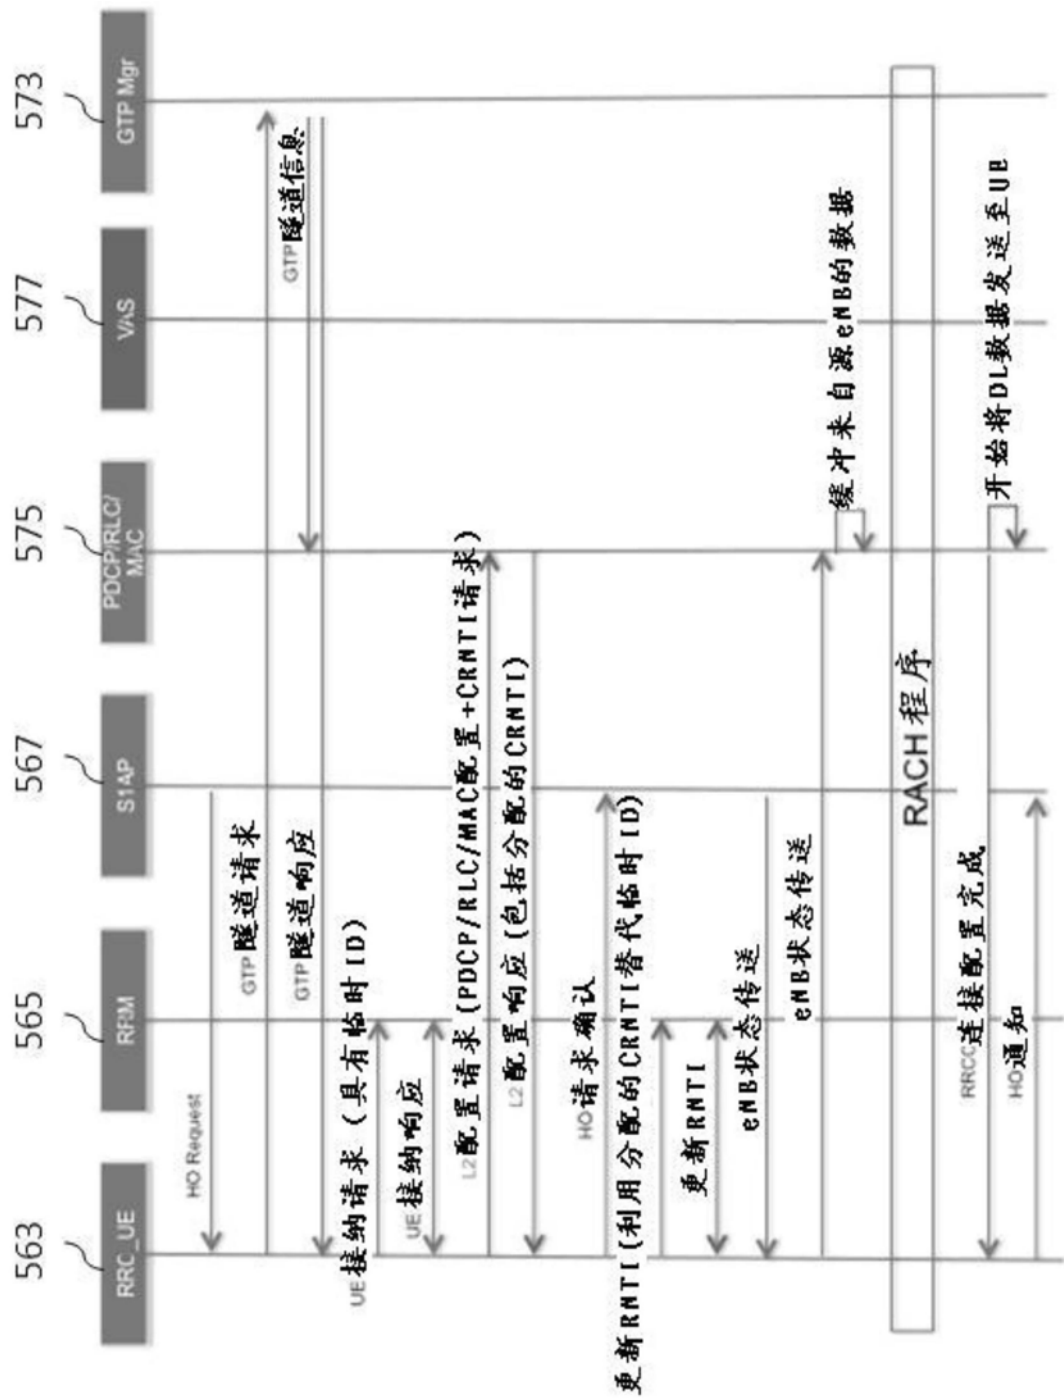 563
565
567
575
577
573
RRC_UE
RRM
S1AP
PDCP/RLC/
MAC
VAS
GTP Mgr
HO Request
GTP隧道请求
GTP隧道信息
GTP隧道响应
UE接纳请求(具有临时ID)
UE接纳响应
L2配置请求(PDCP/RLC/MAC配置+CRNTI请求)
L2配置响应(包括分配的CRNTI)
HO请求确认
更新RNTI(利用分配的CRNTI替代临时ID)
更新RNTI
eNB状态传送
eNB状态传送
缓冲来自源eNB的数据
RACH程序
RRCC连接配置完成
开始将DL数据发送至UE
HO通知